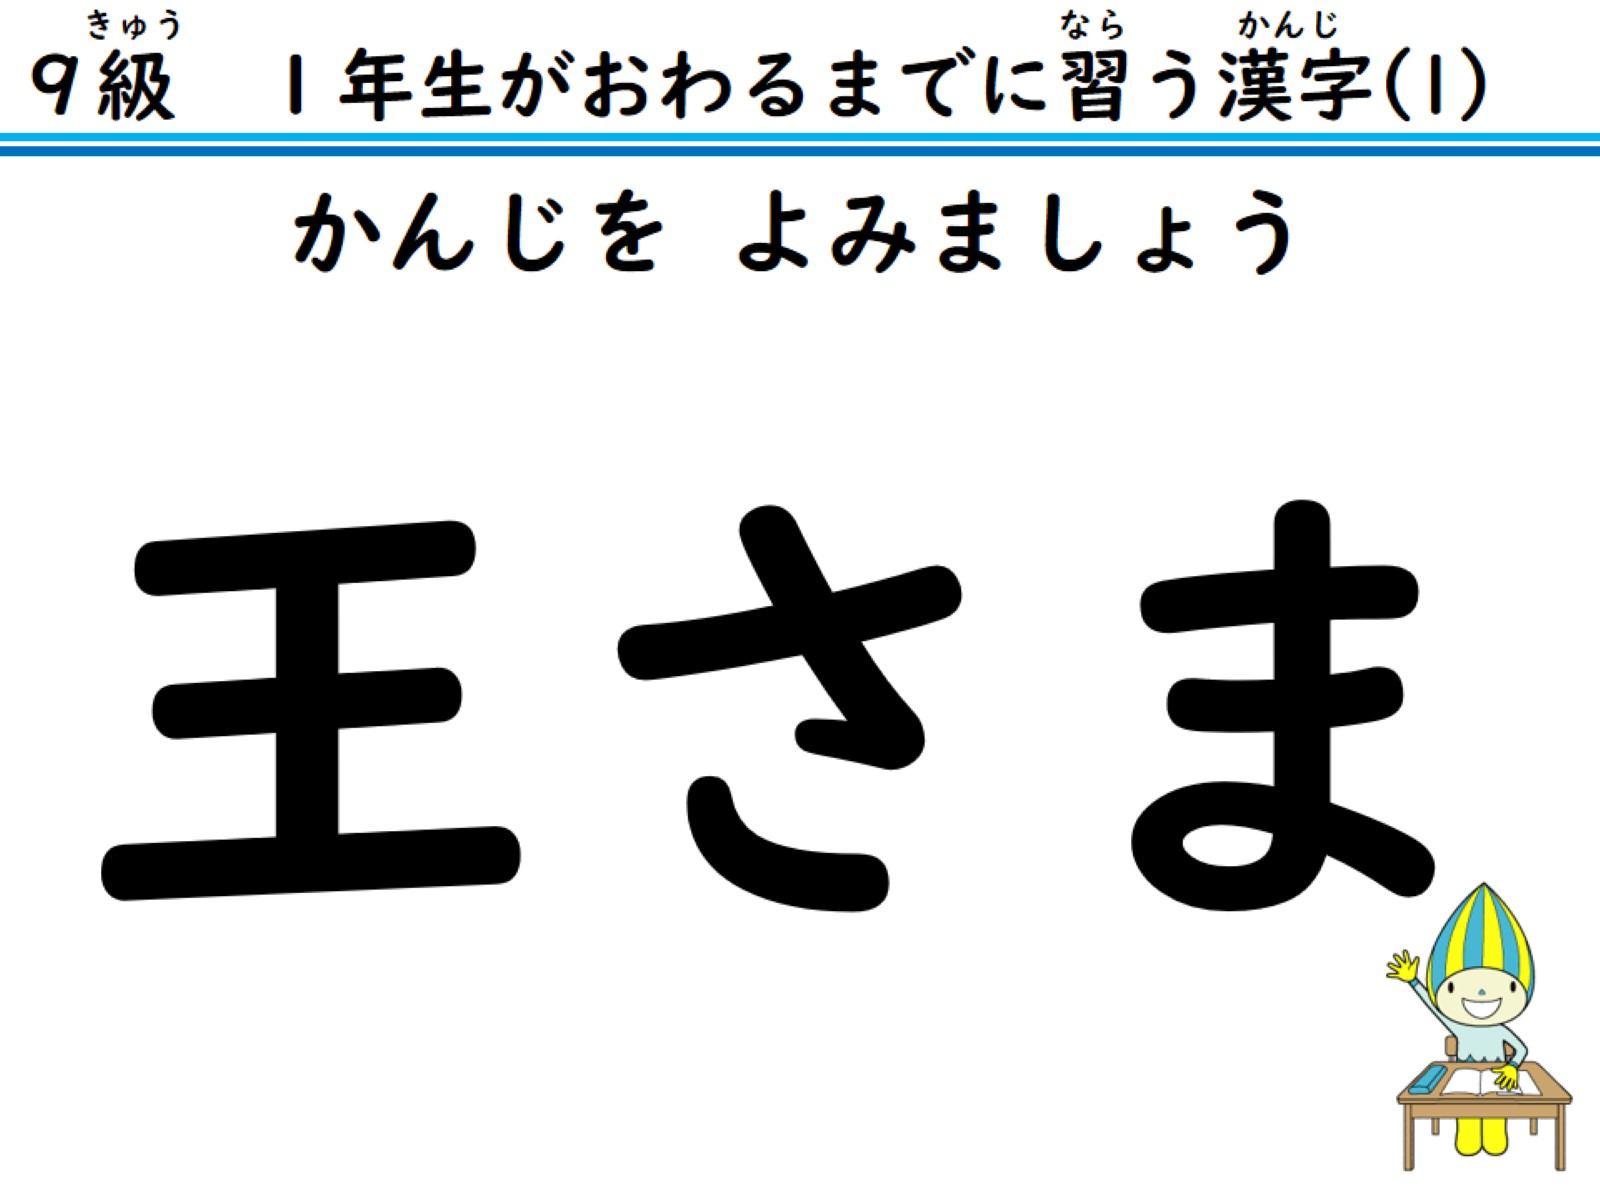 きゅう なら かんじ
9級 1年生がおわるまでに習う漢字(1)
かんじを よみましょう
王さま